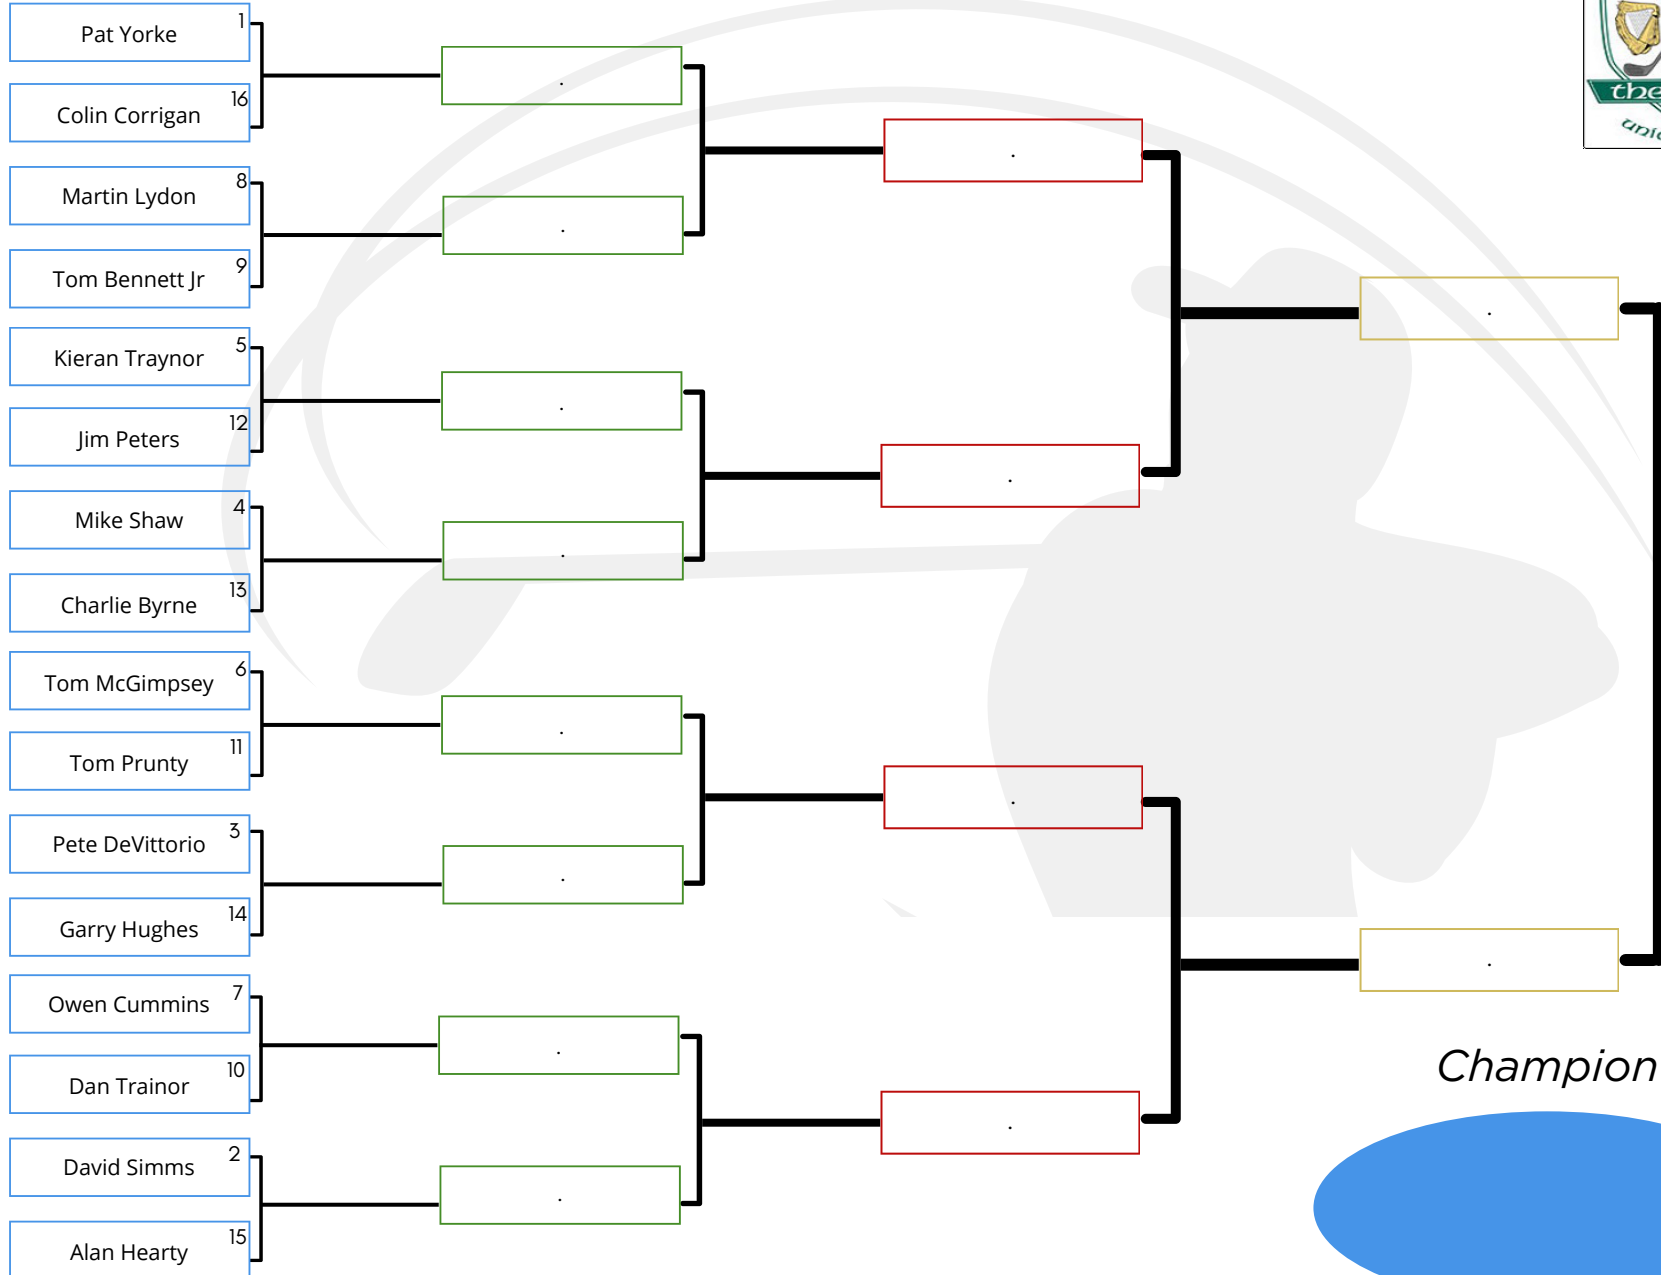 Pat Yorke
1
Colin Corrigan
16
Martin Lydon
8
Tom Bennett Jr
9
Kieran Traynor
5
Jim Peters
12
Mike Shaw
4
Charlie Byrne
13
Tom McGimpsey
6
Tom Prunty
11
Pete DeVittorio
3
Garry Hughes
14
Owen Cummins
7
Dan Trainor
10
David Simms
2
Alan Hearty
15
the
Champion